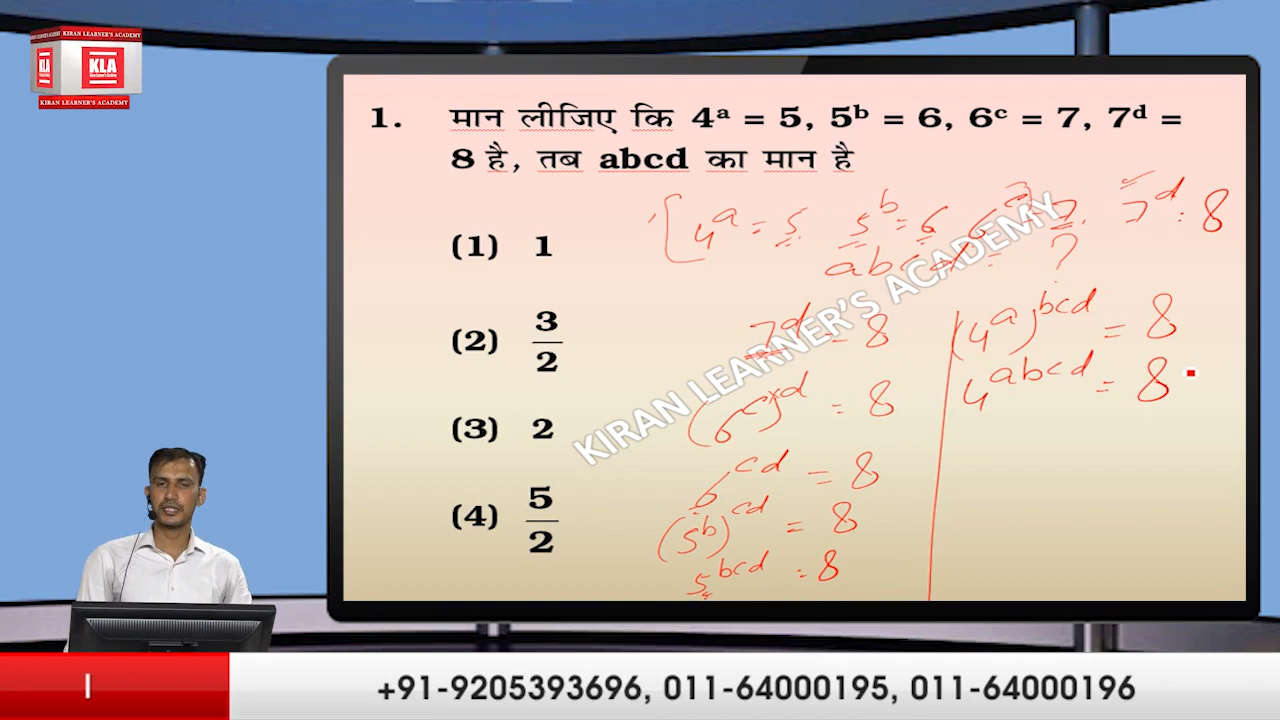 KIRAN LEARNER'S ACADEMY
KLA
KIRAN LEARNER'S ACADEMY
1. मान लीजिए कि 4ᵃ = 5, 5ᵇ = 6, 6ᶜ = 7, 7ᵈ =
8 है, तब abcd का मान है
(1) 1
(2) 3/2
(3) 2
(4) 5/2
4ᵃ = 5 5ᵇ = 6 6ᶜ = 7 7ᵈ = 8
abcd = ?
7ᵈ = 8
(6ᶜ)ᵈ = 8
6ᶜᵈ = 8
(5ᵇ)ᶜᵈ = 8
5ᵇᶜᵈ = 8
(4ᵃ)ᵇᶜᵈ = 8
4ᵃᵇᶜᵈ = 8
KIRAN LEARNER'S ACADEMY
+91-9205393696, 011-64000195, 011-64000196